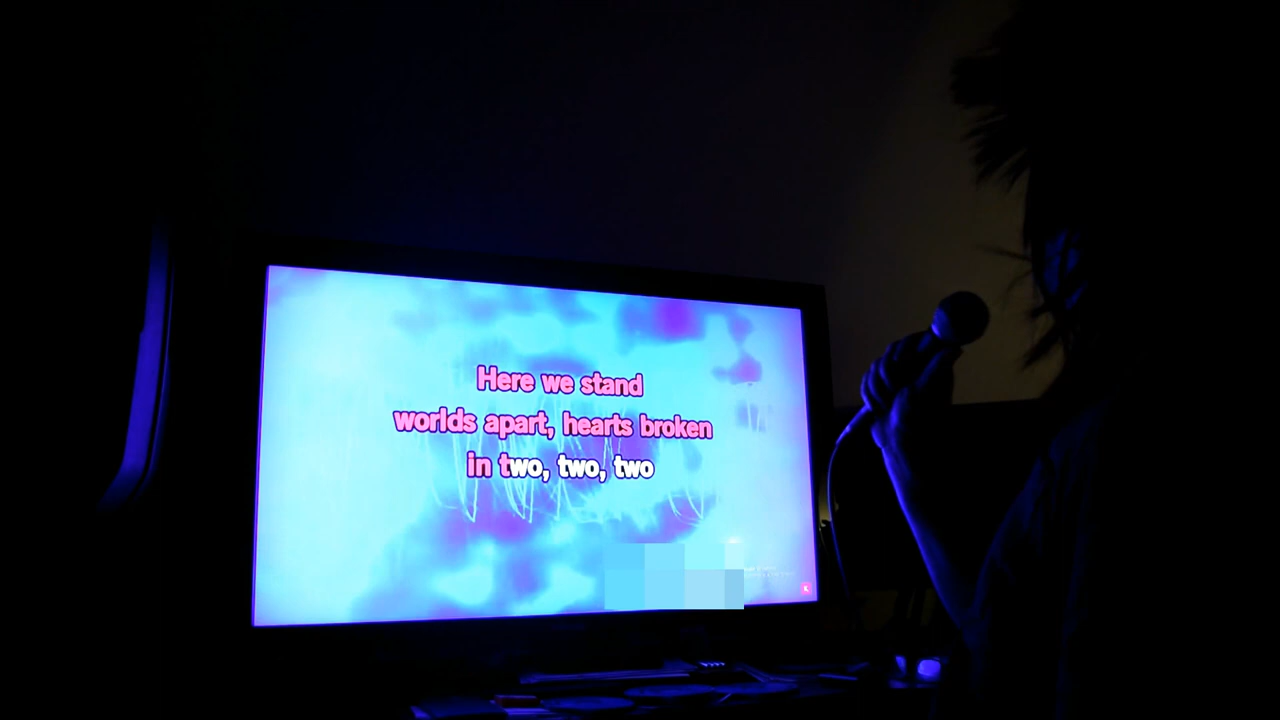 Here we stand
worlds apart, hearts broken
in two, two, two